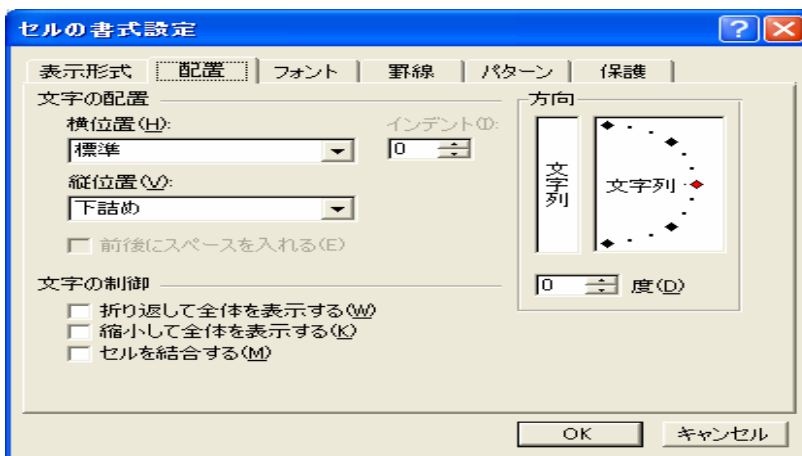 セルの書式設定
表示形式 配置 フォント 罫線 パターン 保護
文字の配置
横位置(H):
標準
インデント(I):
0
縦位置(V):
下詰め
前後にスペースを入れる(E)
文字の制御
折り返して全体を表示する(W)
縮小して全体を表示する(K)
セルを結合する(M)
方向
文字列
文字列
0 度(D)
OK キャンセル